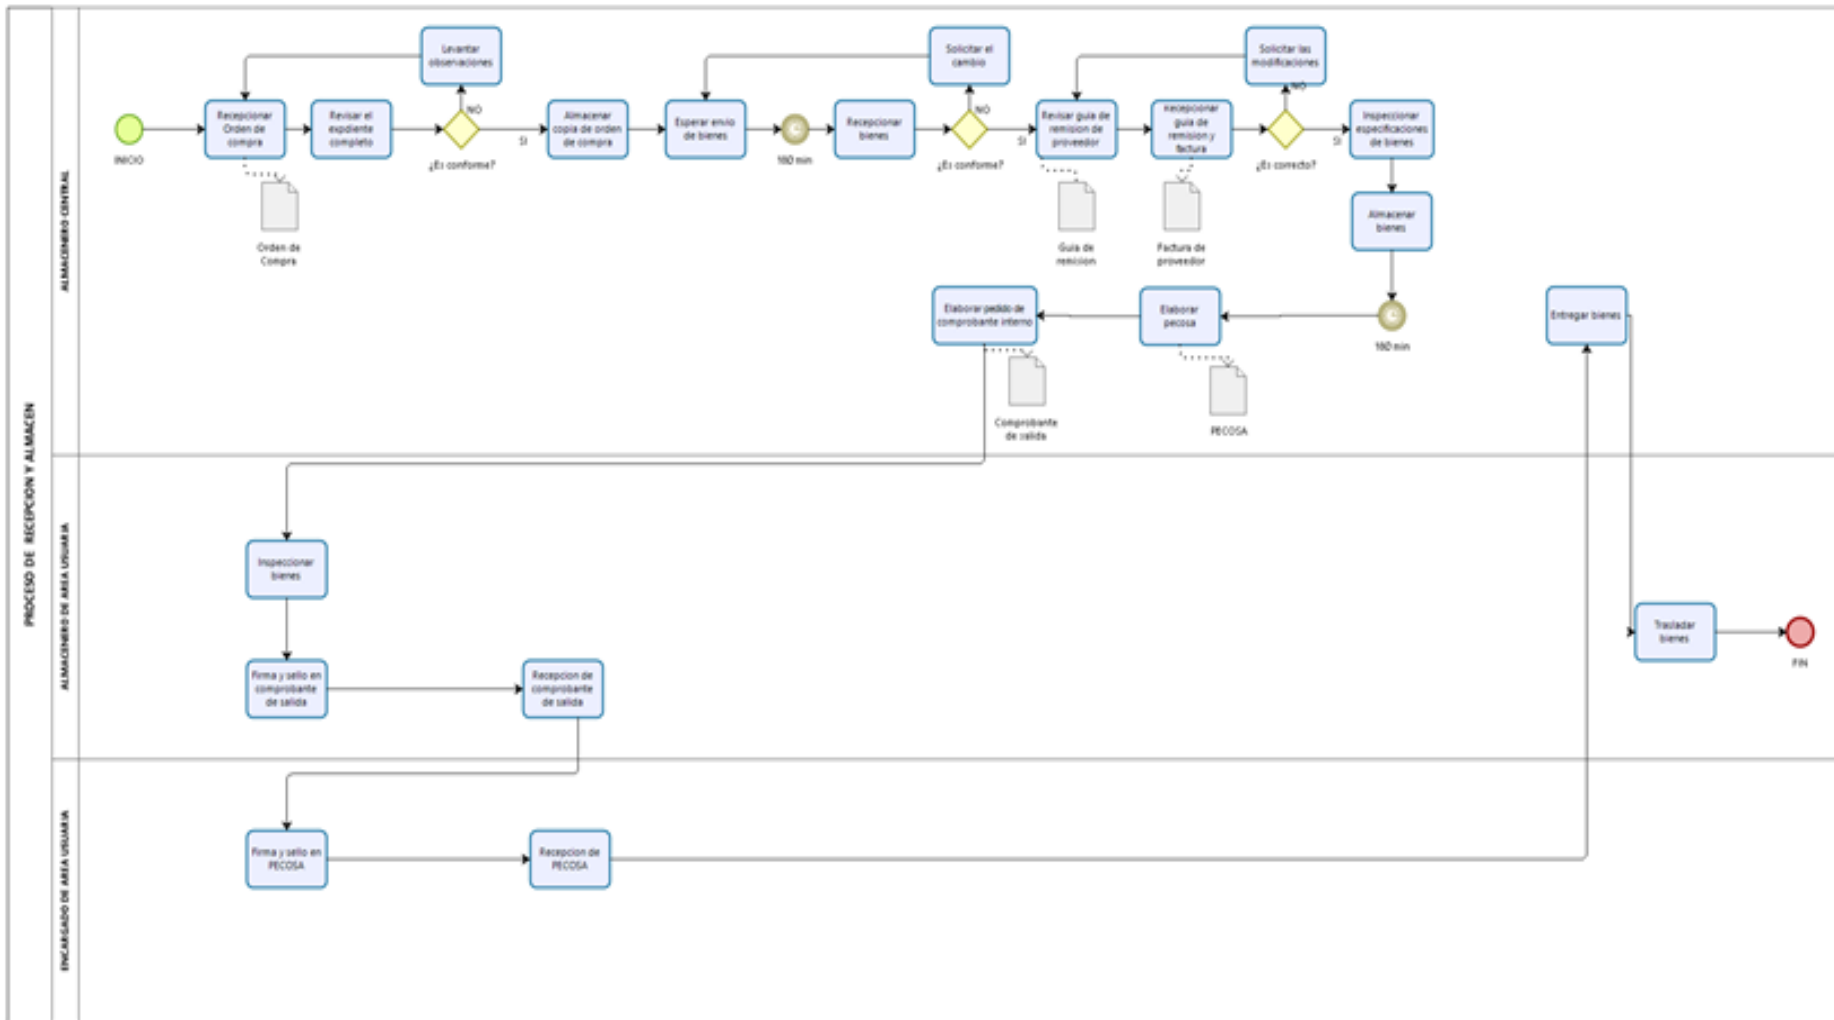 PROCESO DE RECEPCION Y ALMACEN
ALMACENERO CENTRAL
INICIO
Recepcionar
Orden de
compra
Orden de
Compra
Revisar el
expdiente
completo
Levantar
observaciones
NO
¿Es conforme?
SI
Almacenar
copia de orden
de compra
Esperar envio
de bienes
180 min
Recepcionar
bienes
Solicitar el
cambio
NO
¿Es conforme?
SI
Revisar guia de
remision de
proveedor
Guia de
remicion
Recepcionar
guia de
remision y
factura
Factura de
proveedor
Solicitar las
modificaciones
NO
¿Es correcto?
SI
Inspeccionar
especificaciones
de bienes
Almacenar
bienes
180 min
Elaborar
pecosa
PECOSA
Elaborar pedido de
comprobante interno
Comprobante
de salida
Entregar bienes
ALMACENERO DE AREA USUARIA
Inspeccionar
bienes
Firma y sello en
comprobante
de salida
Recepcion de
comprobante
de salida
Trasladar
bienes
FIN
ENCARGADO DE AREA USUARIA
Firma y sello en
PECOSA
Recepcion de
PECOSA